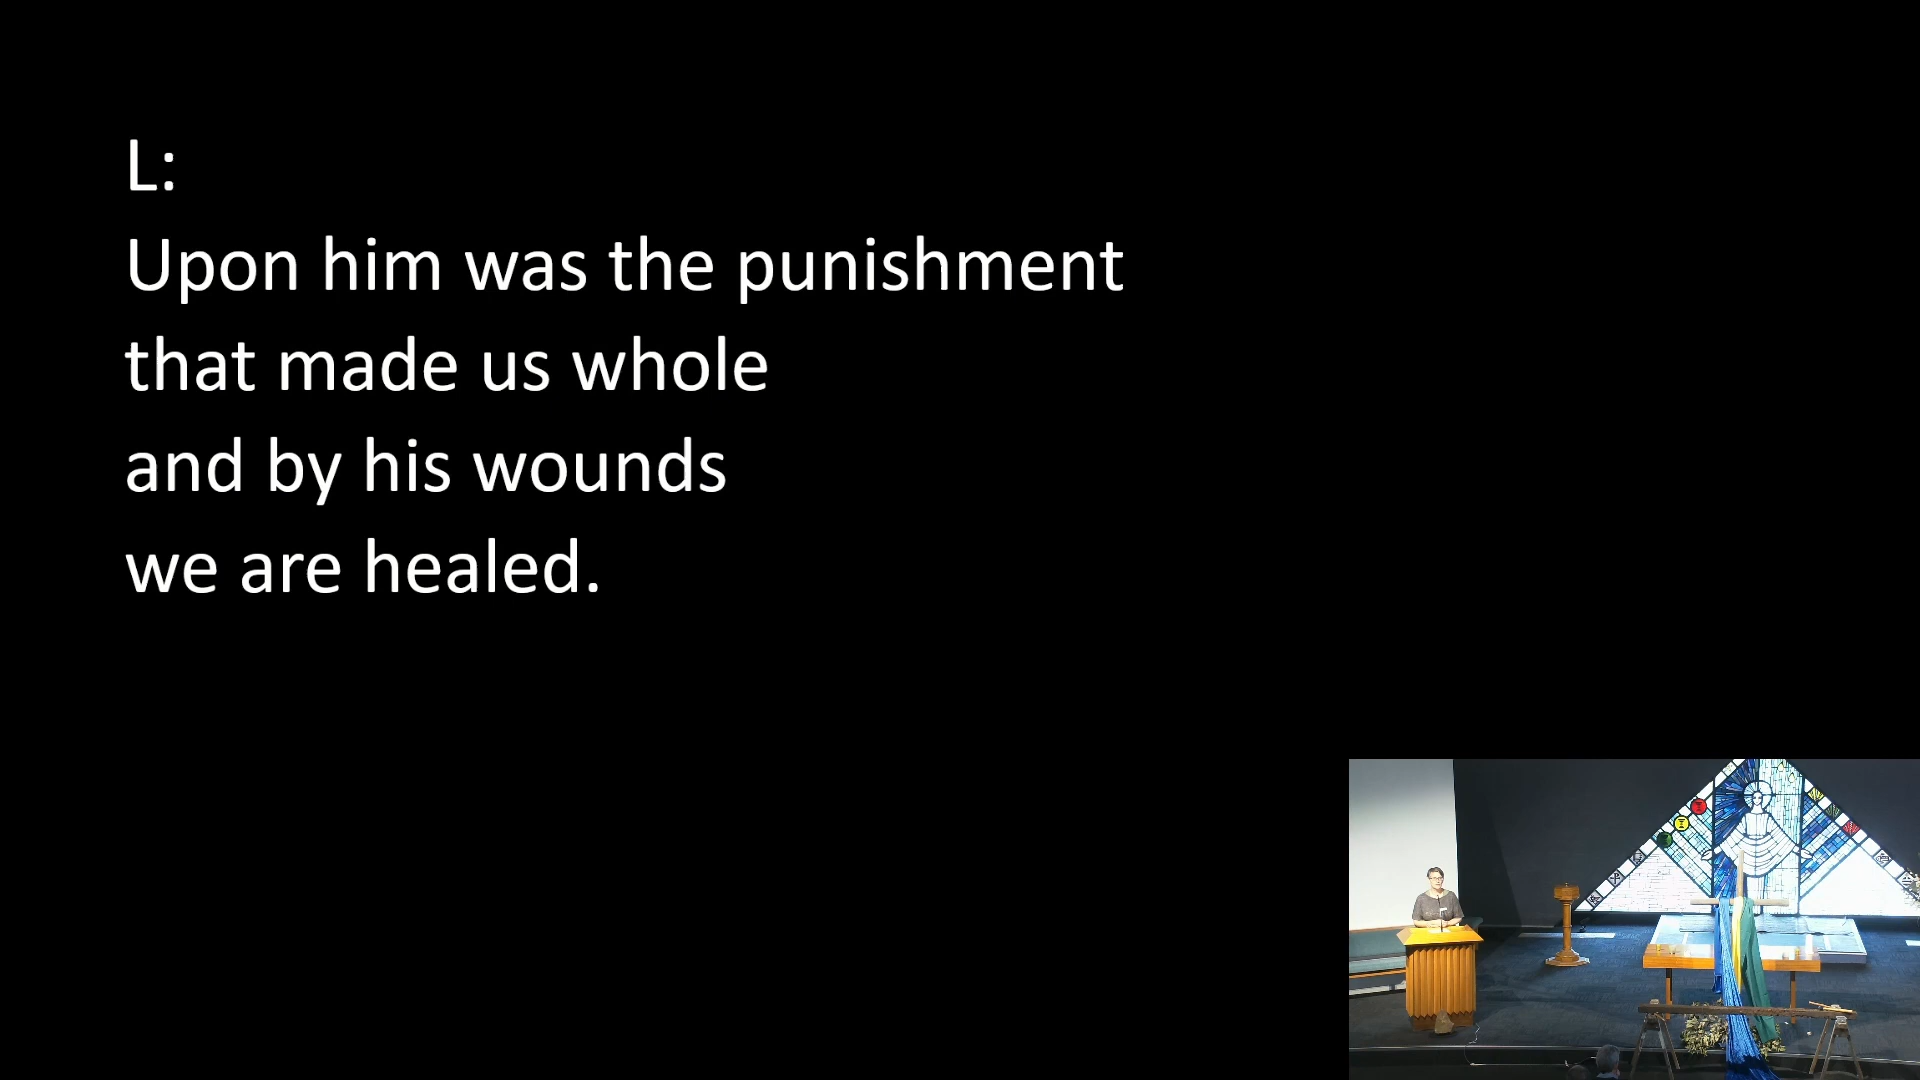 L:
Upon him was the punishment
that made us whole
and by his wounds
we are healed.